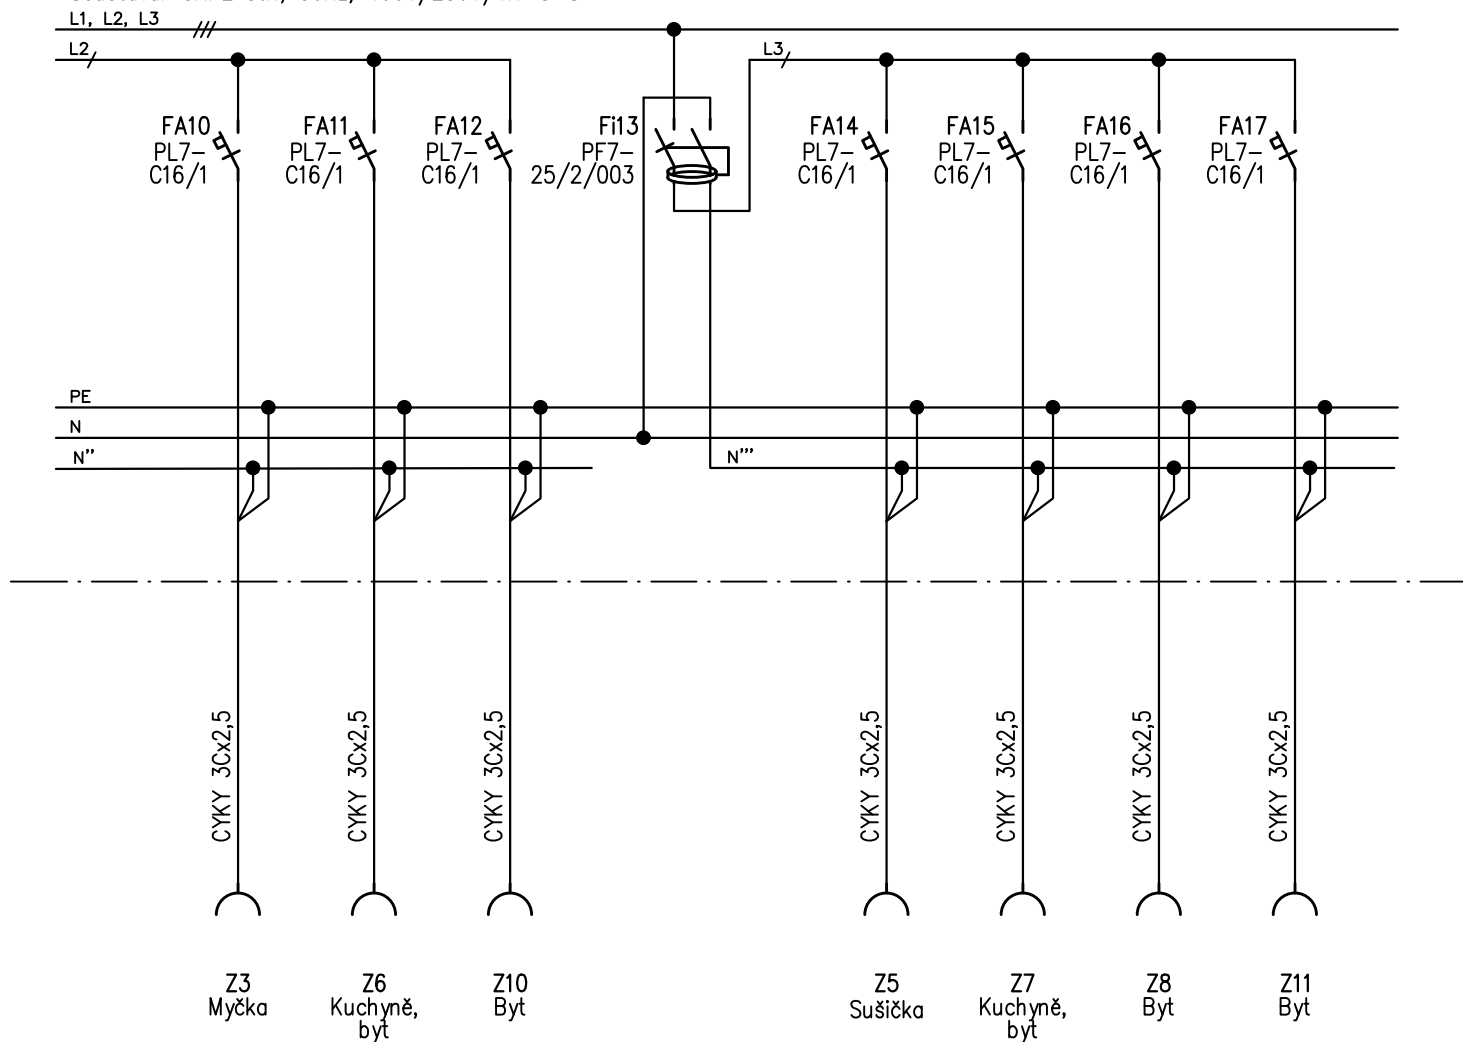 L1, L2, L3
L2
L3
FA10
PL7-
C16/1
FA11
PL7-
C16/1
FA12
PL7-
C16/1
Fi13
PF7-
25/2/003
FA14
PL7-
C16/1
FA15
PL7-
C16/1
FA16
PL7-
C16/1
FA17
PL7-
C16/1
PE
N
N''
N'''
CYKY 3Cx2,5
CYKY 3Cx2,5
CYKY 3Cx2,5
CYKY 3Cx2,5
CYKY 3Cx2,5
CYKY 3Cx2,5
CYKY 3Cx2,5
Z3
Myčka
Z6
Kuchyně,
byt
Z10
Byt
Z5
Sušička
Z7
Kuchyně,
byt
Z8
Byt
Z11
Byt